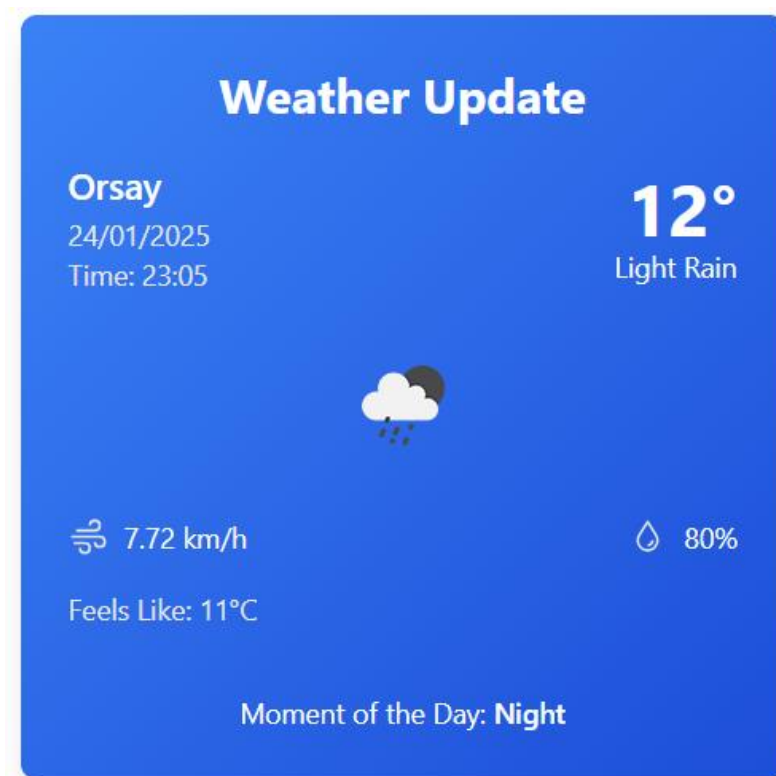 Weather Update
Orsay
24/01/2025
Time: 23:05
12°
Light Rain
7.72 km/h
80%
Feels Like: 11°C
Moment of the Day: Night